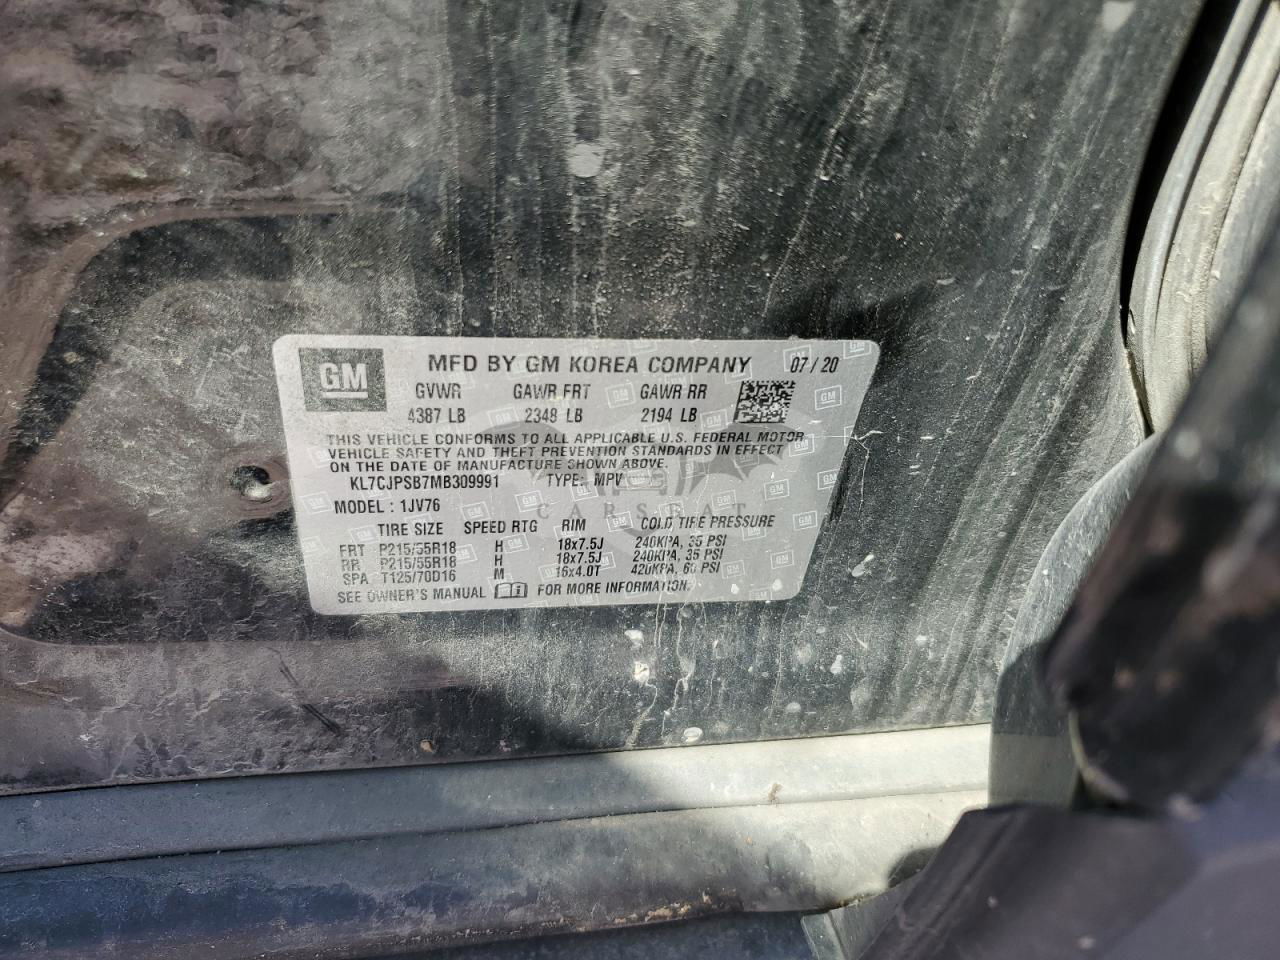 GM MFD BY GM KOREA COMPANY 07/20
GVWR GAWR FRT GAWR RR
4387 LB 2348 LB 2194 LB
THIS VEHICLE CONFORMS TO ALL APPLICABLE U.S. FEDERAL MOTOR
VEHICLE SAFETY AND THEFT PREVENTION STANDARDS IN EFFECT
ON THE DATE OF MANUFACTURE SHOWN ABOVE.
KL7CJPSB7MB309991 TYPE: MPV
MODEL: 1JV76
CARSBAT
TIRE SIZE SPEED RTG RIM COLD TIRE PRESSURE
FRT P215/55R18 H 18x7.5J 240KPA, 35 PSI
RR P215/55R18 H 18x7.5J 240KPA, 35 PSI
SPA T125/70D16 M 16x4.0T 420KPA, 60 PSI
SEE OWNER'S MANUAL FOR MORE INFORMATION.